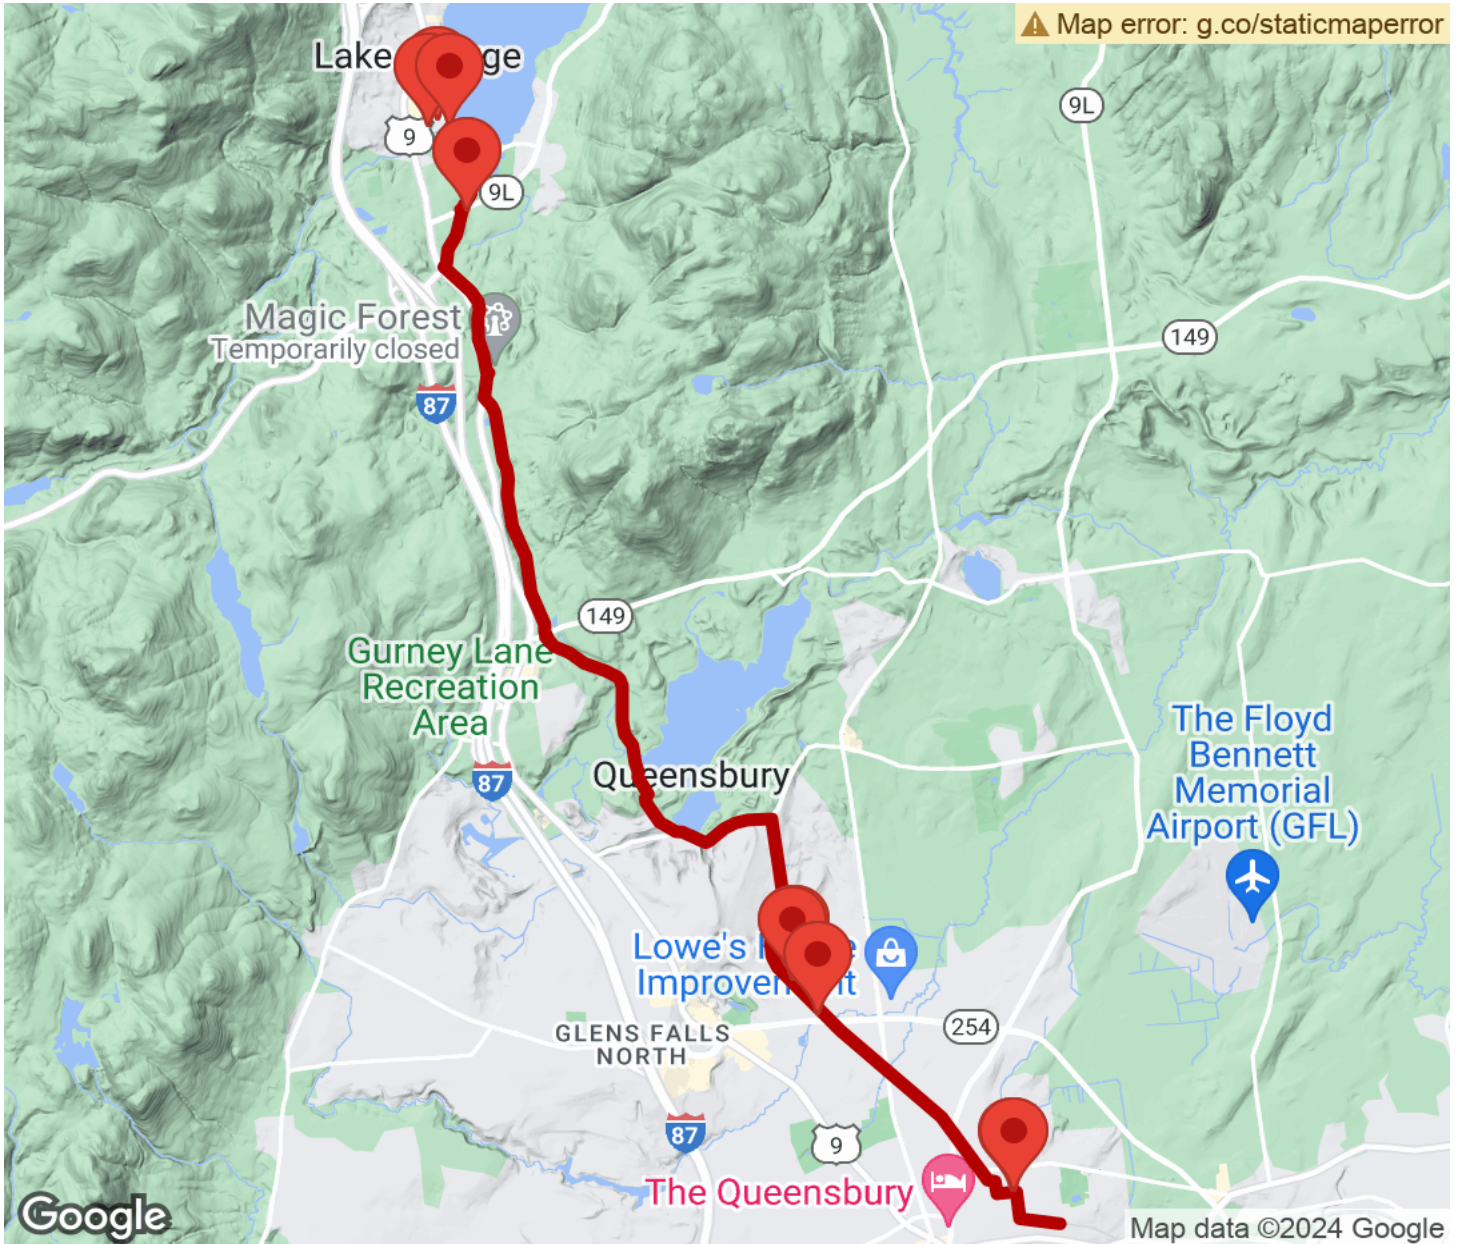 Map error: g.co/staticmaperror
Lake
ge
9
9L
9L
Magic Forest
Temporarily closed
149
87
149
Gurney Lane
Recreation
Area
The Floyd
Bennett
Memorial
Airport (GFL)
87
Queensbury
Lowe's
e
Improvem
t
254
GLENS FALLS
NORTH
87
9
The Queensbury
Google
Map data ©2024 Google